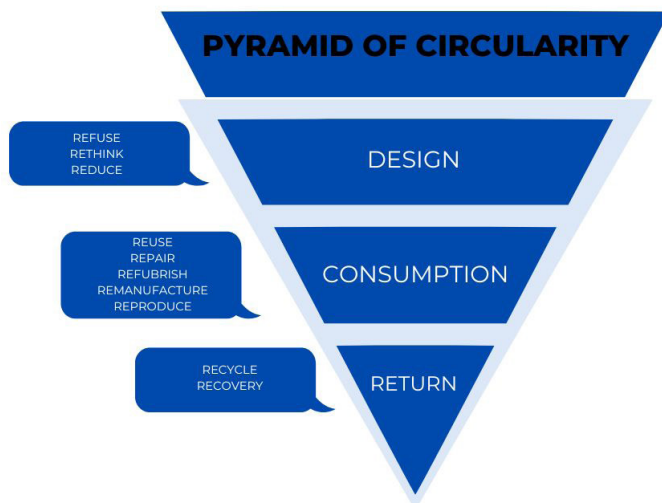 PYRAMID OF CIRCULARITY
REFUSE
RETHINK
REDUCE
DESIGN
REUSE
REPAIR
REFUBRISH
REMANUFACTURE
REPRODUCE
CONSUMPTION
RECYCLE
RECOVERY
RETURN